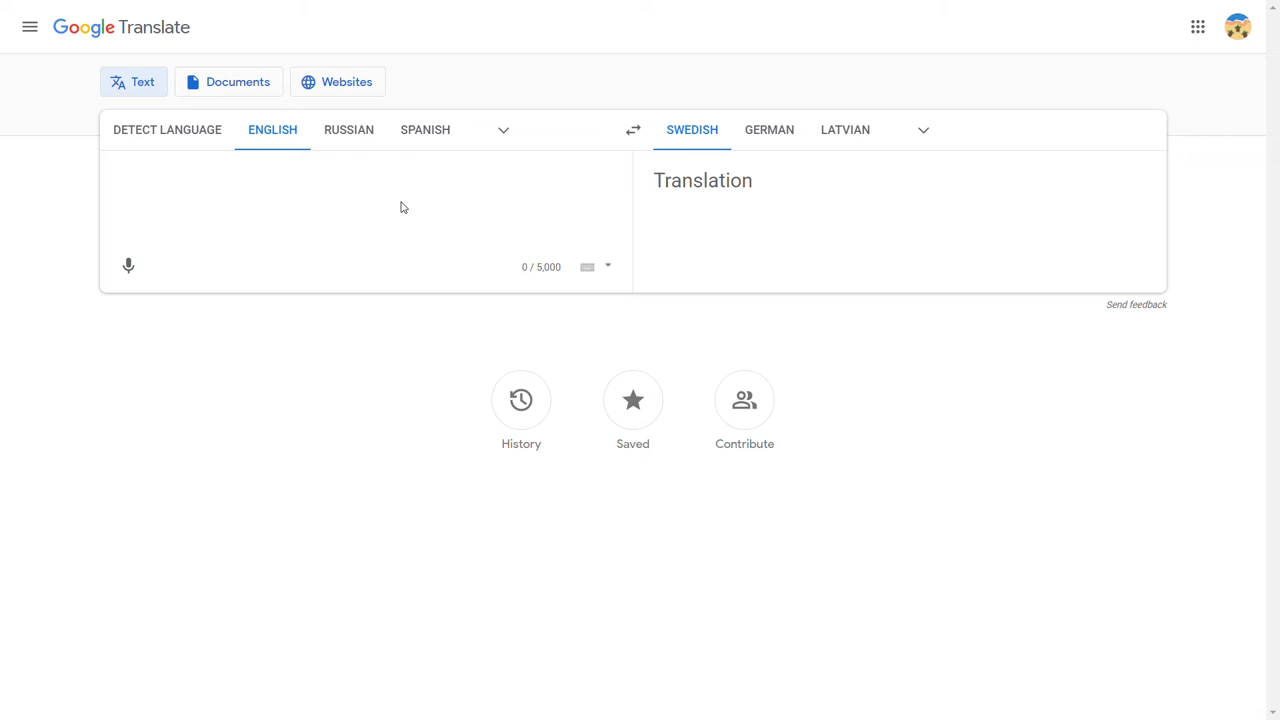 Google Translate
Text Documents Websites
DETECT LANGUAGE ENGLISH RUSSIAN SPANISH SWEDISH GERMAN LATVIAN
Translation
0 / 5,000
Send feedback
History Saved Contribute